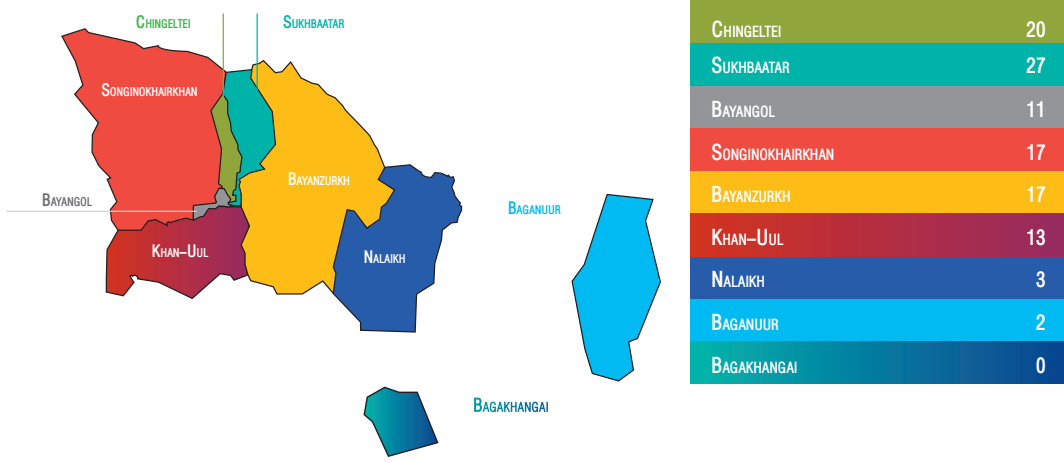 Chingeltei
Sukhbaatar
Songinokhairkhan
Bayanzurkh
Bayangol
Khan–Uul
Nalaikh
Baganuur
Bagakhangai
Chingeltei 20
Sukhbaatar 27
Bayangol 11
Songinokhairkhan 17
Bayanzurkh 17
Khan–Uul 13
Nalaikh 3
Baganuur 2
Bagakhangai 0